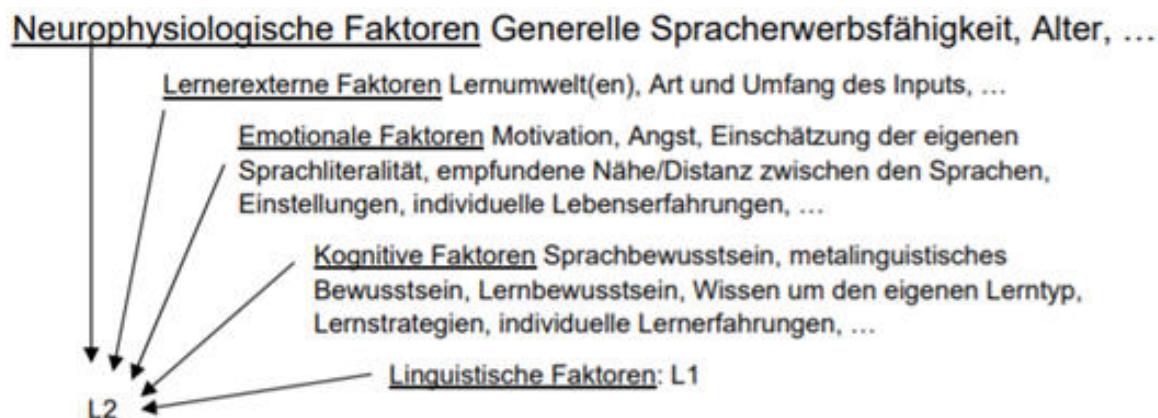 Neurophysiologische Faktoren Generelle Spracherwerbsfähigkeit, Alter, …
Lernerexterne Faktoren Lernumwelt(en), Art und Umfang des Inputs, …
Emotionale Faktoren Motivation, Angst, Einschätzung der eigenen
Sprachliteralität, empfundene Nähe/Distanz zwischen den Sprachen,
Einstellungen, individuelle Lebenserfahrungen, …
Kognitive Faktoren Sprachbewusstsein, metalinguistisches
Bewusstsein, Lernbewusstsein, Wissen um den eigenen Lerntyp,
Lernstrategien, individuelle Lernerfahrungen, …
Linguistische Faktoren: L1
L2